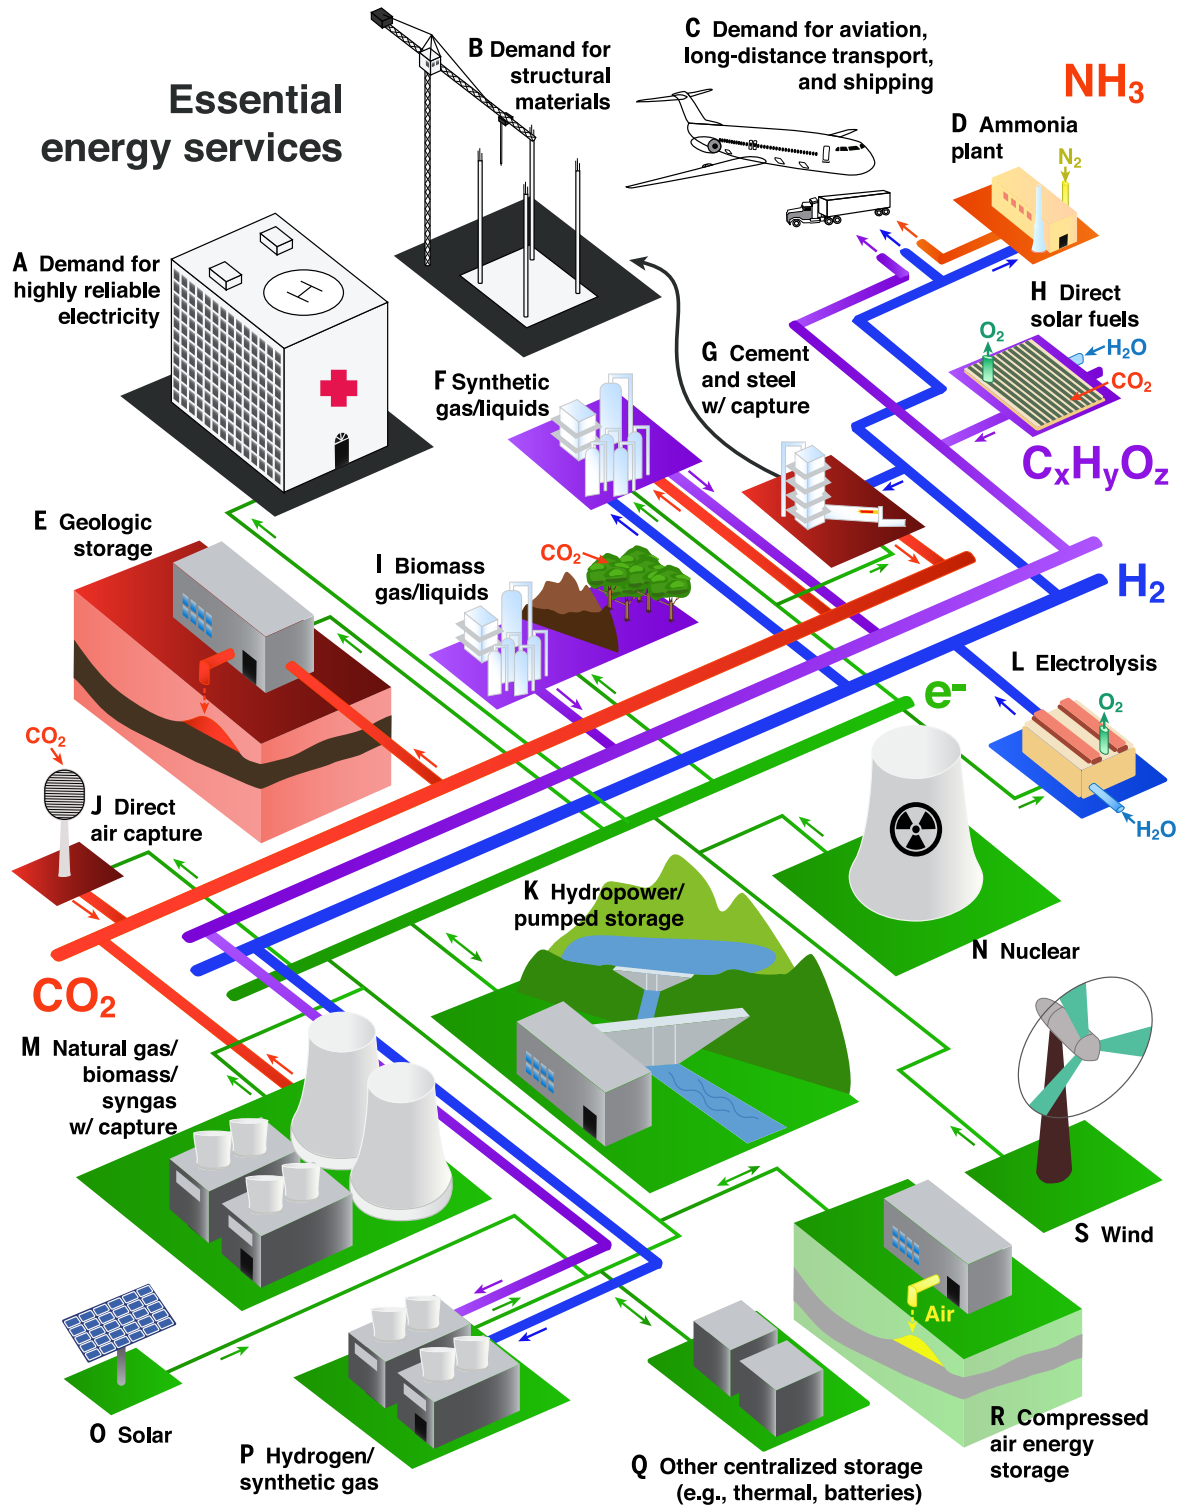 Essential
energy services
A Demand for
highly reliable
electricity
B Demand for
structural
materials
C Demand for aviation,
long-distance transport,
and shipping
NH3
D Ammonia
plant
N2
H
E Geologic
storage
F Synthetic
gas/liquids
G Cement
and steel
w/ capture
H Direct
solar fuels
O2
H2O
CO2
CxHyOz
I Biomass
gas/liquids
CO2
H2
e-
L Electrolysis
O2
H2O
CO2
J Direct
air capture
K Hydropower/
pumped storage
N Nuclear
CO2
M Natural gas/
biomass/
syngas
w/ capture
S Wind
Air
O Solar
P Hydrogen/
synthetic gas
Q Other centralized storage
(e.g., thermal, batteries)
R Compressed
air energy
storage